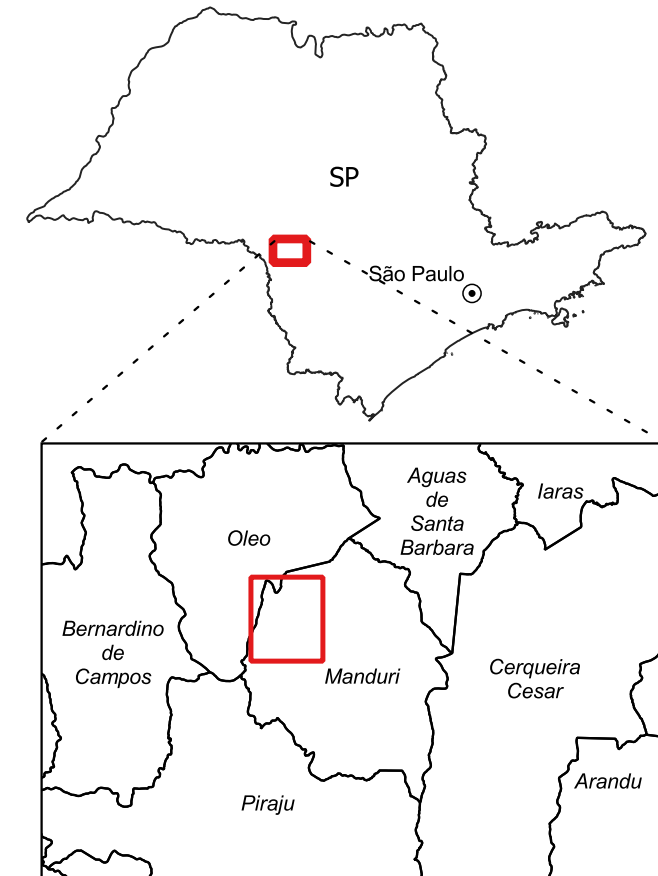 SP
São Paulo
Aguas
de
Santa
Barbara
Iaras
Oleo
Bernardino
de
Campos
Manduri
Cerqueira
Cesar
Arandu
Piraju